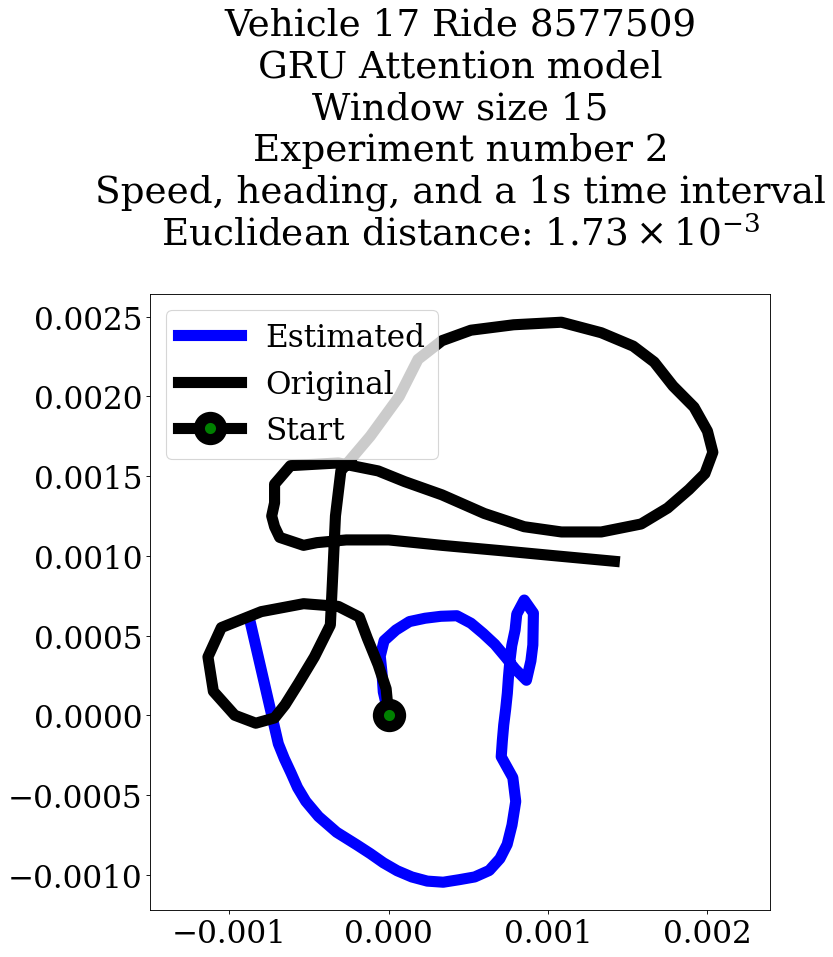 Vehicle 17 Ride 8577509
GRU Attention model
Window size 15
Experiment number 2
Speed, heading, and a 1s time interval
Euclidean distance: 1.73 × 10⁻³
Estimated
Original
Start
0.0025
0.0020
0.0015
0.0010
0.0005
0.0000
−0.0005
−0.0010
−0.001 0.000 0.001 0.002